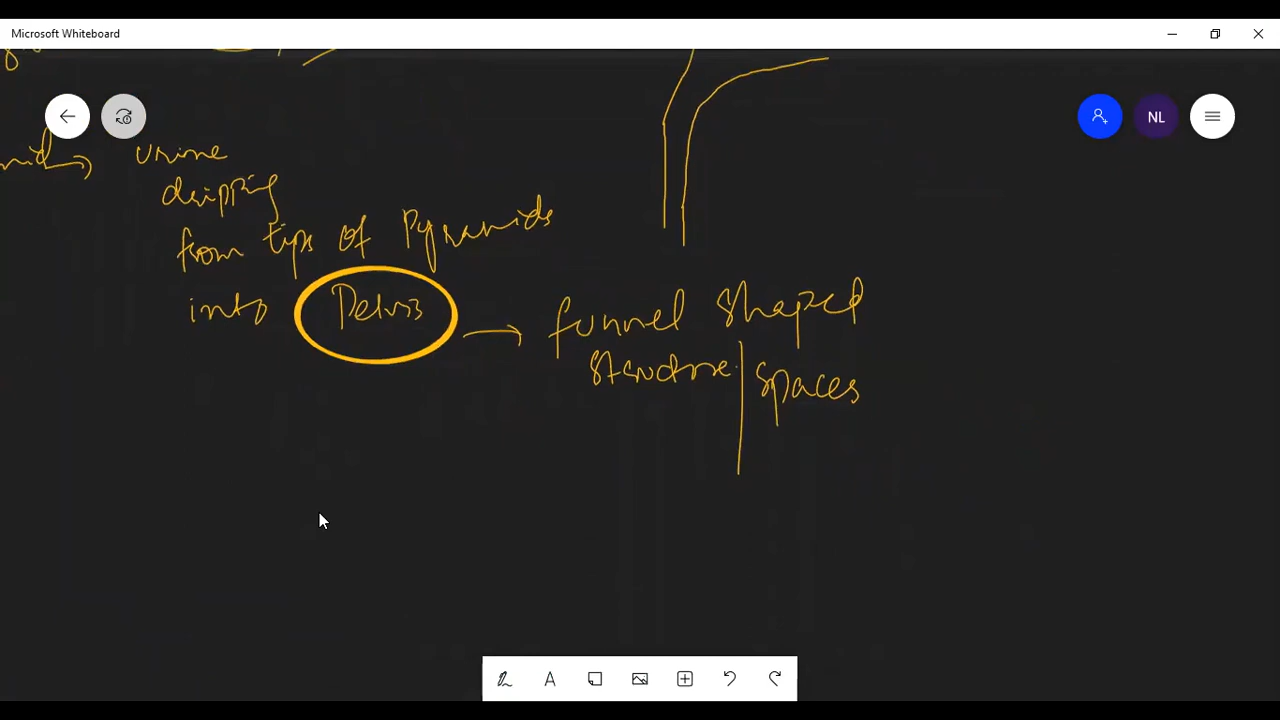 Microsoft Whiteboard
NL
urine
dripping
from tips of Pyramids
into Pelvis → funnel shaped
structure | spaces